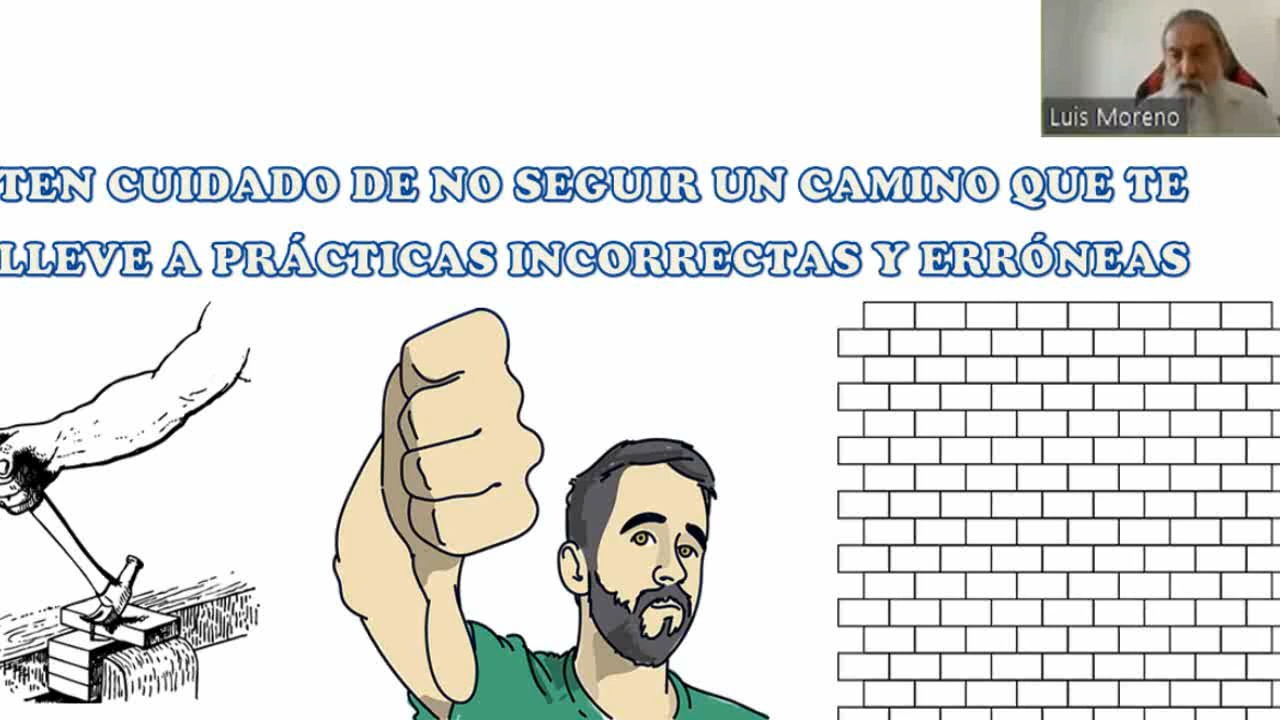 Luis Moreno
TEN CUIDADO DE NO SEGUIR UN CAMINO QUE TE
LLEVE A PRÁCTICAS INCORRECTAS Y ERRÓNEAS